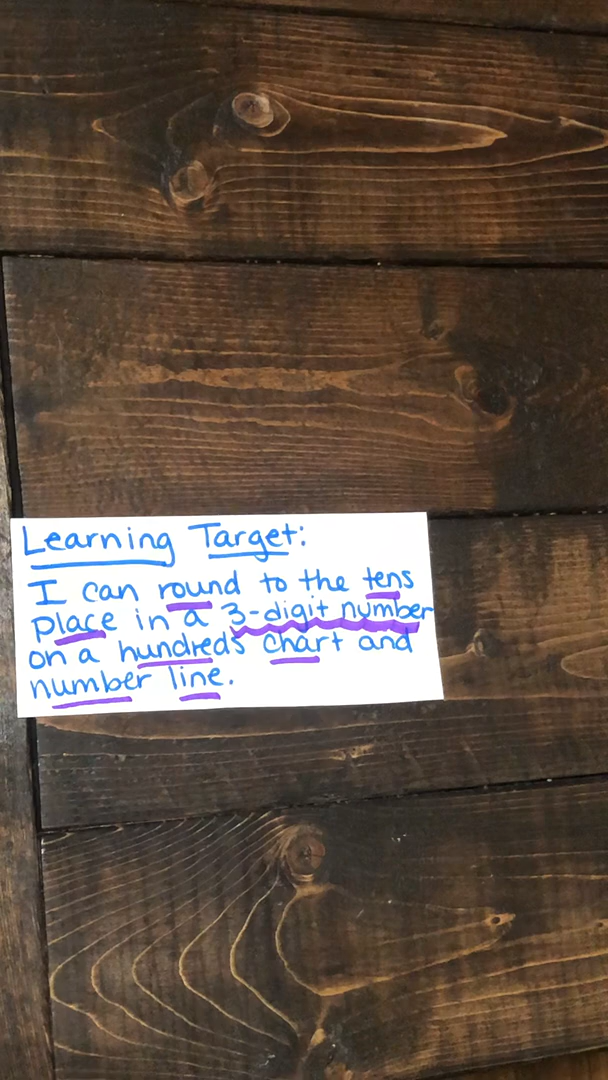 Learning Target:
I can round to the tens
place in a 3-digit number
on a hundreds chart and
number line.